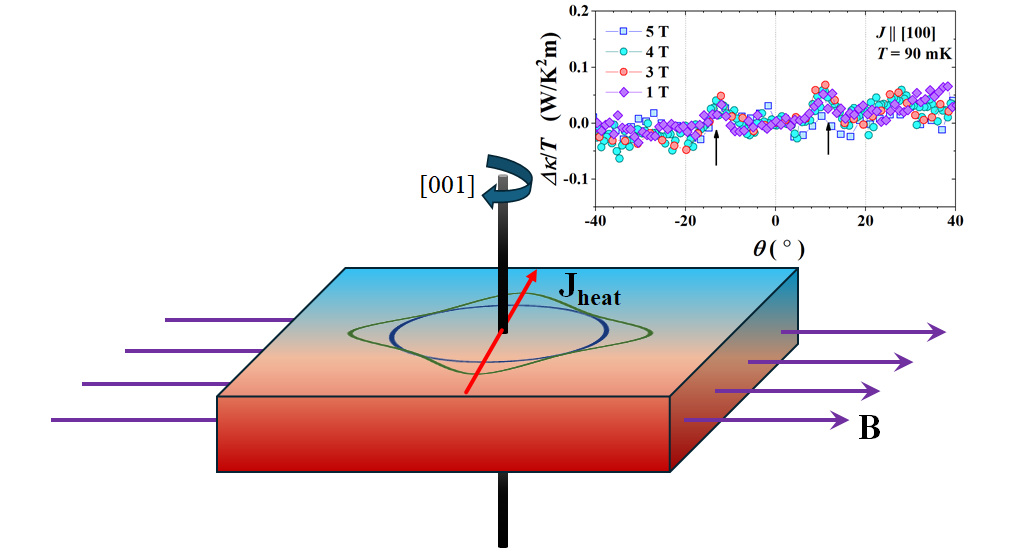 0.2
0.1
0.0
-0.1
Δκ/T (W/K²m)
5 T
4 T
3 T
1 T
J || [100]
T = 90 mK
-40 -20 0 20 40
θ ( ° )
[001]
J heat
B